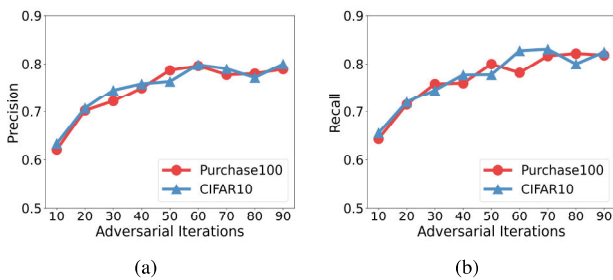 0.9
0.8
0.7
0.6
0.5
Precision
10 20 30 40 50 60 70 80 90
Adversarial Iterations
Purchase100
CIFAR10
(a)
0.9
0.8
0.7
0.6
0.5
Recall
10 20 30 40 50 60 70 80 90
Adversarial Iterations
Purchase100
CIFAR10
(b)